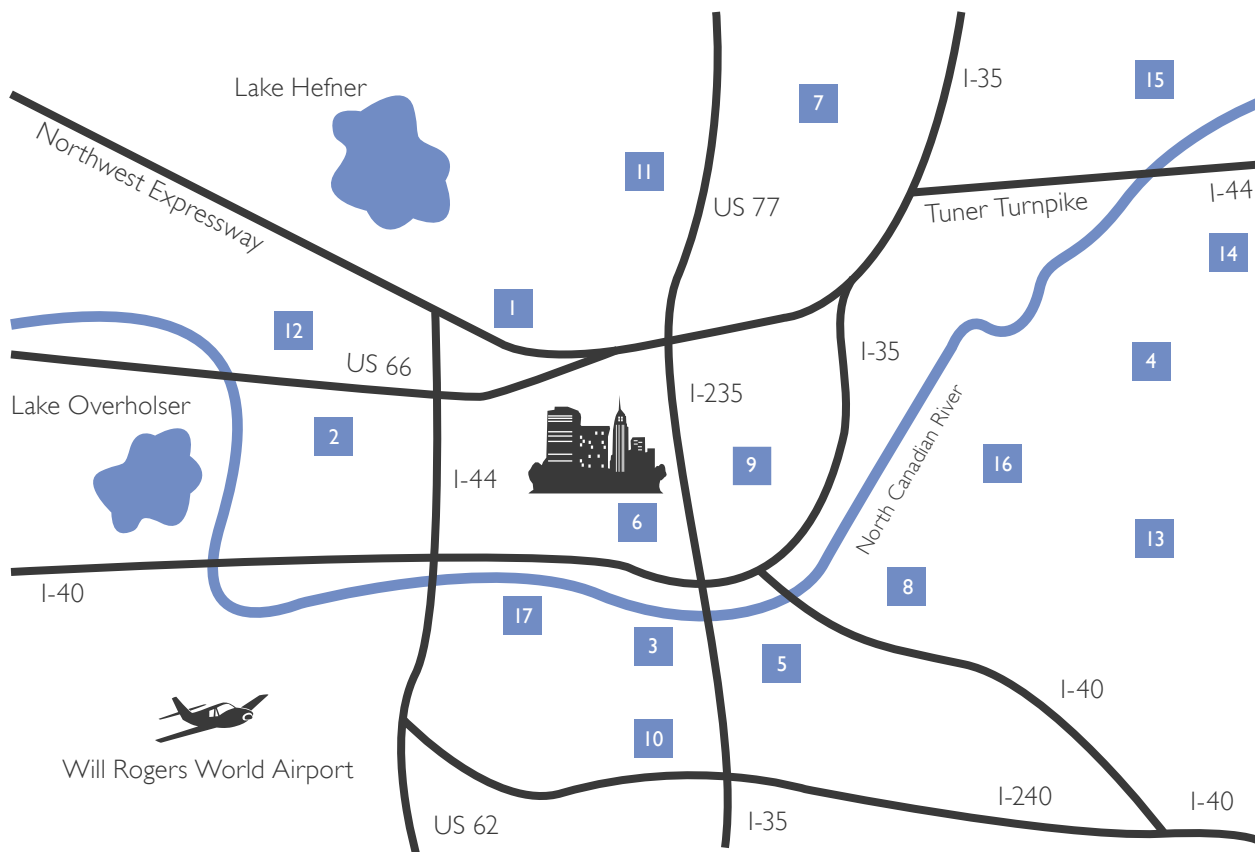 Lake Hefner
7
I-35
15
Northwest Expressway
11
US 77
Tuner Turnpike
I-44
14
1
12
US 66
I-35
4
Lake Overholser
I-235
2
I-44
9
North Canadian River
16
6
13
I-40
8
17
3
5
I-40
10
Will Rogers World Airport
US 62
I-35
I-240
I-40